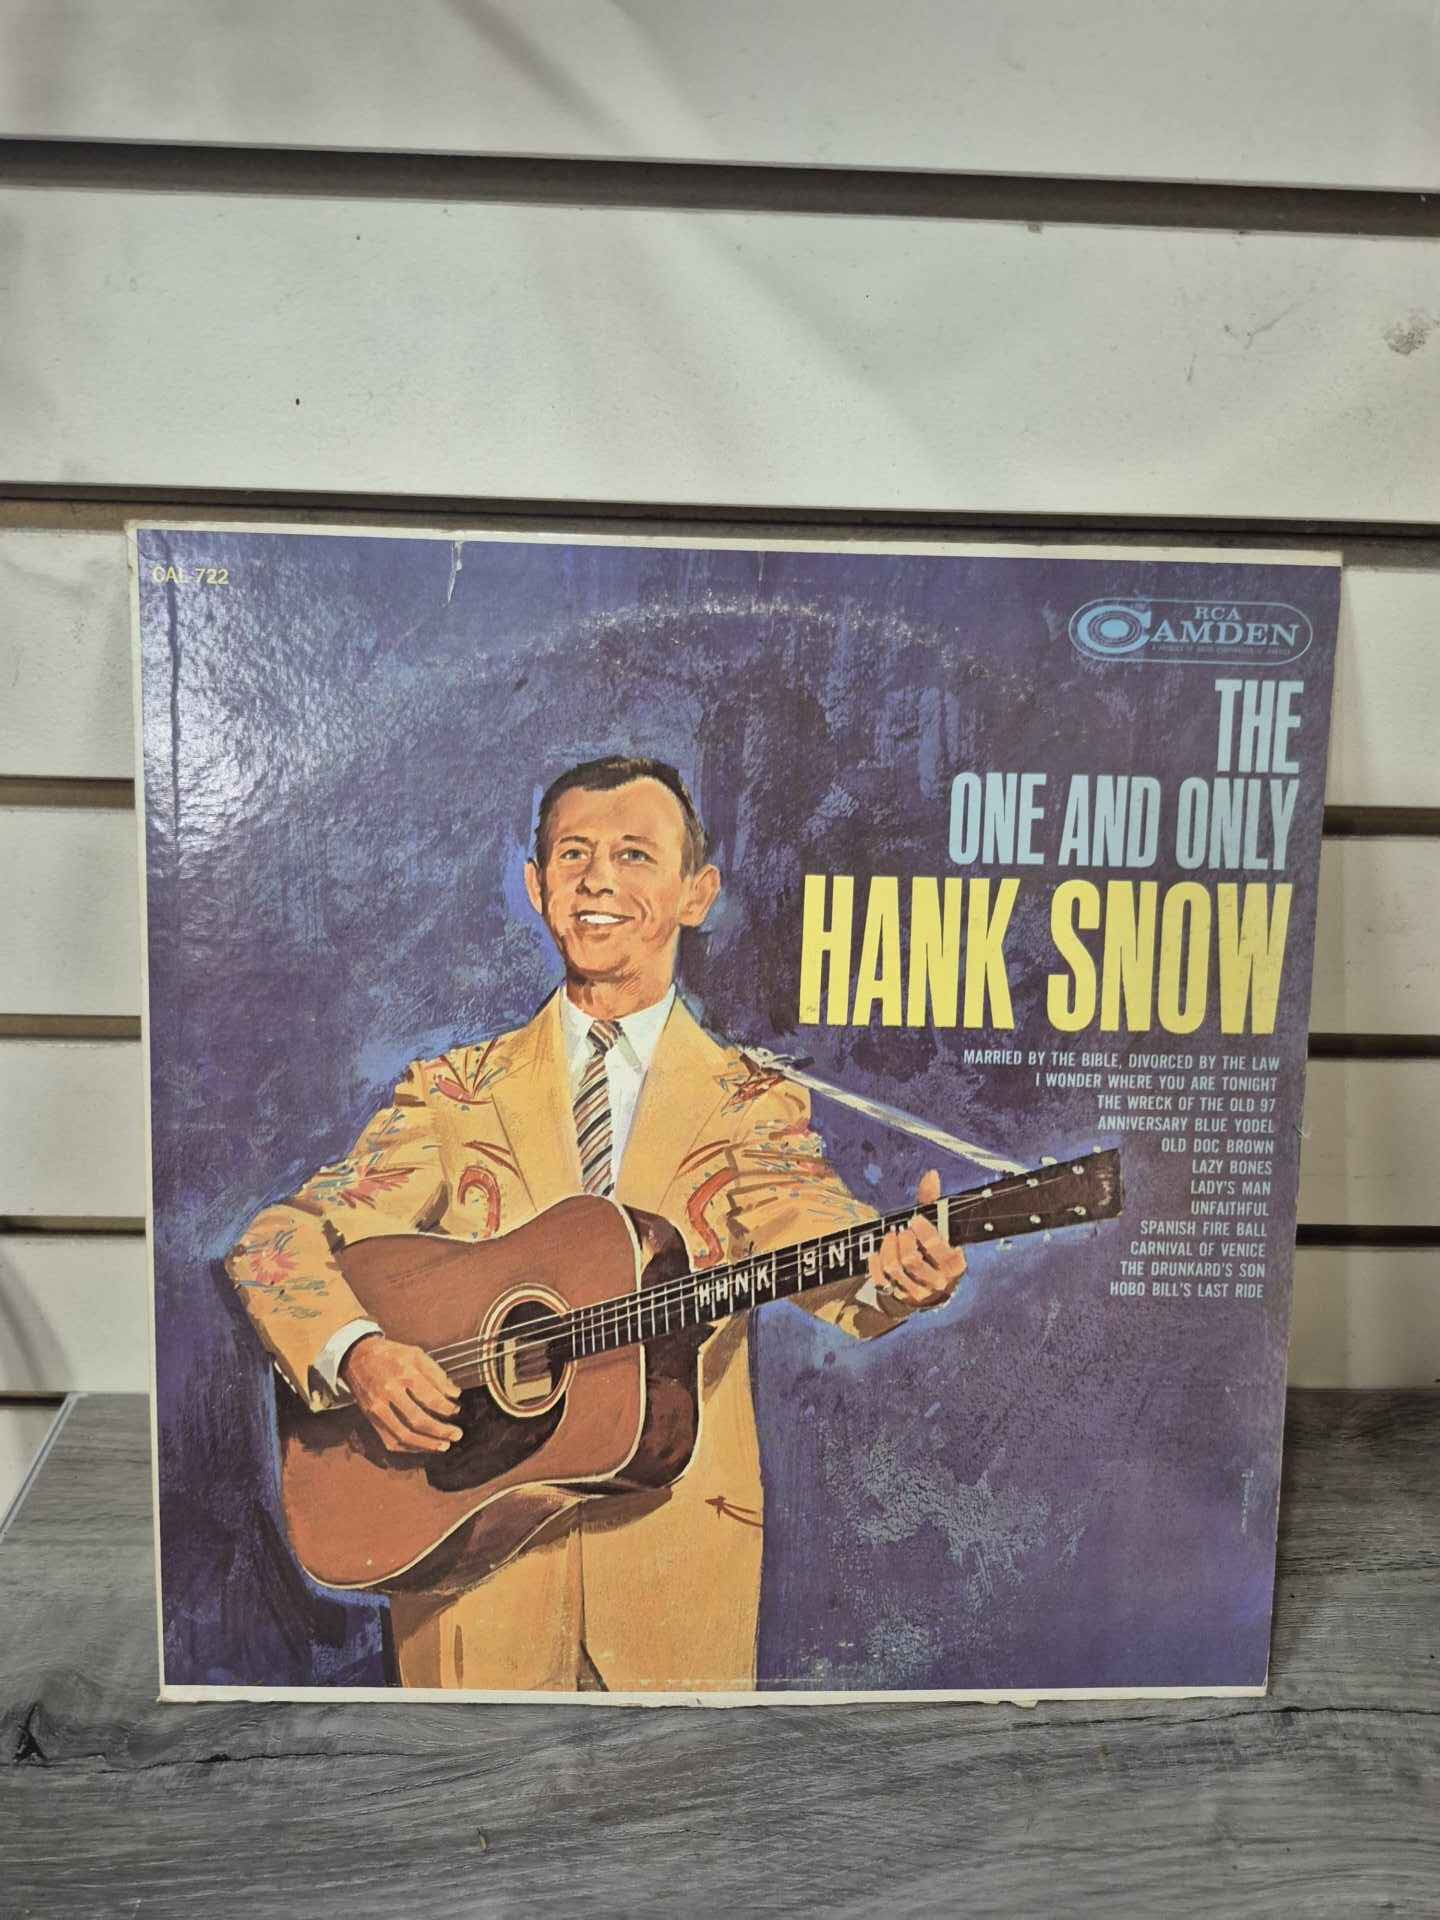 CAL-722
RCA
CAMDEN
THE
ONE AND ONLY
HANK SNOW
MARRIED BY THE BIBLE, DIVORCED BY THE LAW
I WONDER WHERE YOU ARE TONIGHT
THE WRECK OF THE OLD 97
ANNIVERSARY BLUE YODEL
OLD DOC BROWN
LAZY BONES
LADY'S MAN
UNFAITHFUL
SPANISH FIRE BALL
CARNIVAL OF VENICE
THE DRUNKARD'S SON
HOBO BILL'S LAST RIDE
HANK SNOW